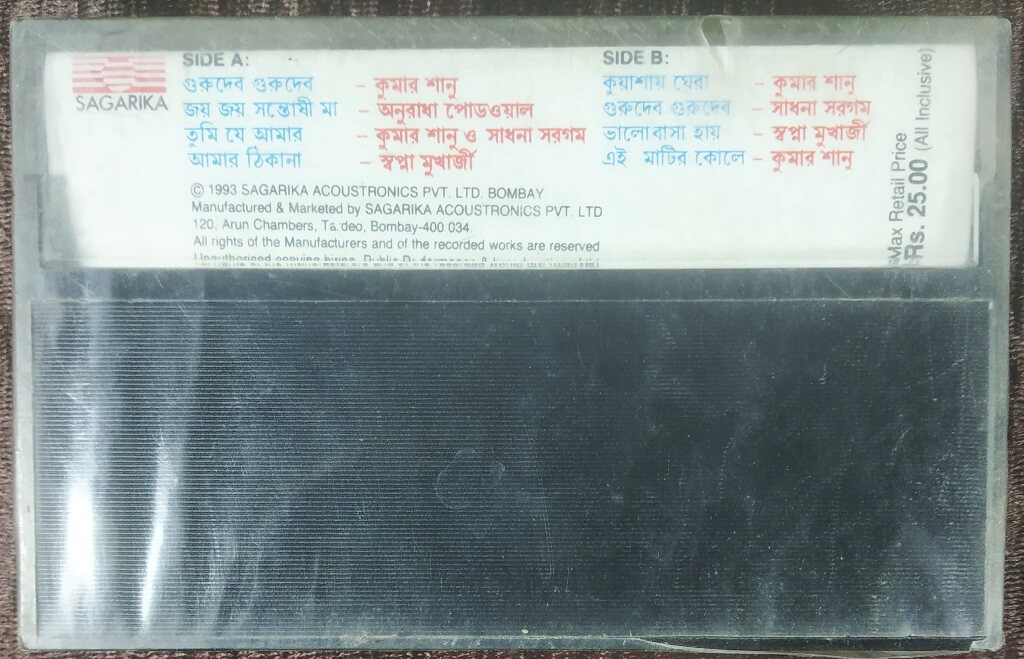 SAGARIKA
SIDE A:
গুরুদেব গুরুদেব - কুমার শানু
জয় জয় সন্তোষী মা - অনুরাধা পোডওয়াল
তুমি যে আমার - কুমার শানু ও সাধনা সরগম
আমার ঠিকানা - স্বপ্না মুখার্জী
SIDE B:
কুয়াশায় ঘেরা - কুমার শানু
গুরুদেব গুরুদেব - সাধনা সরগম
ভালোবাসা হায় - স্বপ্না মুখার্জী
এই মাটির কোলে - কুমার শানু
© 1993 SAGARIKA ACOUSTRONICS PVT. LTD. BOMBAY
Manufactured & Marketed by SAGARIKA ACOUSTRONICS PVT. LTD
120, Arun Chambers, Tardeo, Bombay-400 034.
All rights of the Manufacturers and of the recorded works are reserved
Max Retail Price
Rs. 25.00 (All Inclusive)